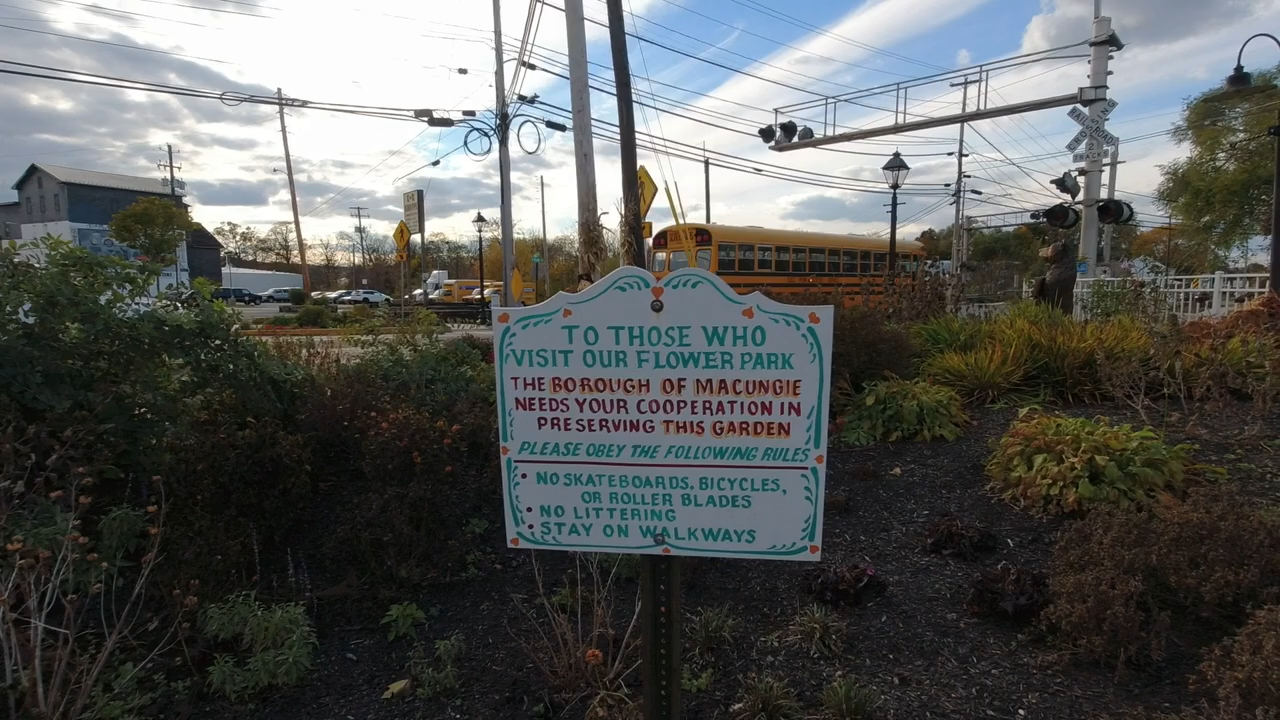 TO THOSE WHO
VISIT OUR FLOWER PARK
THE BOROUGH OF MACUNGIE
NEEDS YOUR COOPERATION IN
PRESERVING THIS GARDEN
PLEASE OBEY THE FOLLOWING RULES
• NO SKATEBOARDS, BICYCLES,
OR ROLLER BLADES
• NO LITTERING
• STAY ON WALKWAYS